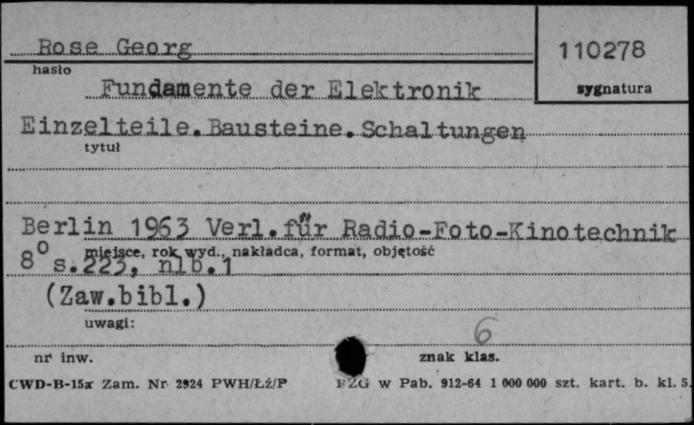 Rose Georg
110278
hasło
sygnatura
Fundamente der Elektronik
Einzelteile.Bausteine.Schaltungen
tytuł
Berlin 1963 Verl.für Radio-Foto-Kinotechnik
miejsce, rok wyd., nakładca, format, objętość
8° s.223, nlb.1
(Zaw.bibl.)
uwagi:
6
nr inw.
znak klas.
CWD-B-15a Zam. Nr 2924 PWH/Łź/P PZG w Pab. 912-64 1 000 000 szt. kart. b. kl. 5.